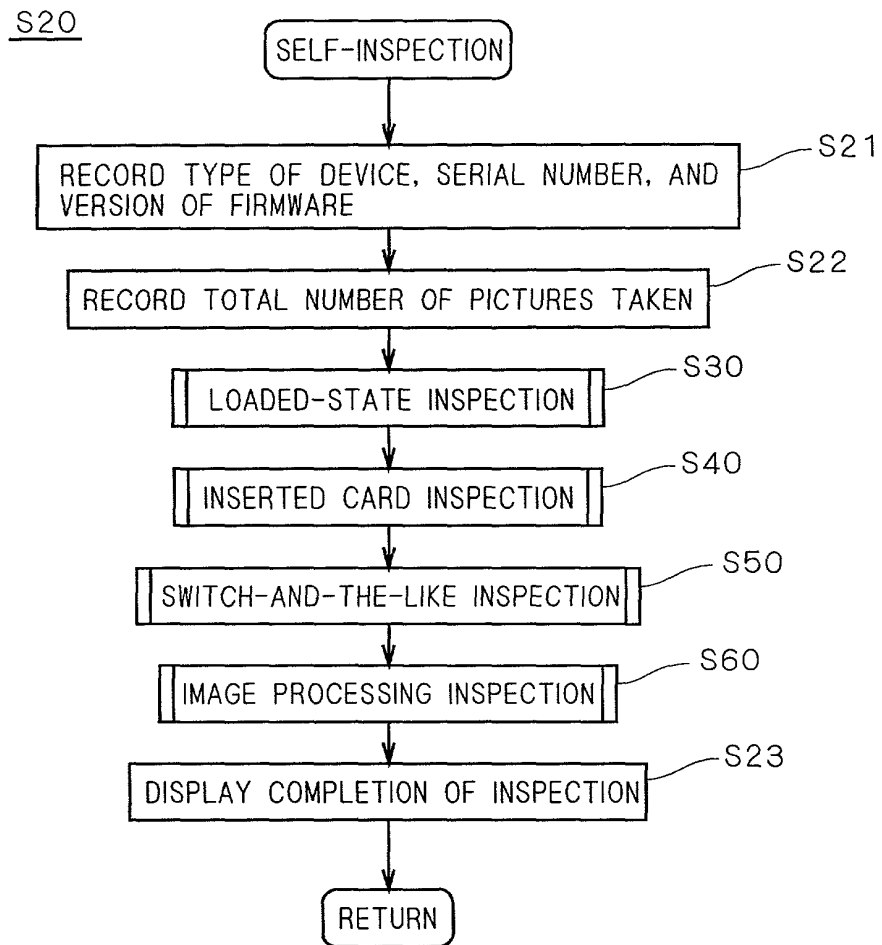 S20
SELF-INSPECTION
S21
RECORD TYPE OF DEVICE, SERIAL NUMBER, AND
VERSION OF FIRMWARE
S22
RECORD TOTAL NUMBER OF PICTURES TAKEN
S30
LOADED-STATE INSPECTION
S40
INSERTED CARD INSPECTION
S50
SWITCH-AND-THE-LIKE INSPECTION
S60
IMAGE PROCESSING INSPECTION
S23
DISPLAY COMPLETION OF INSPECTION
RETURN